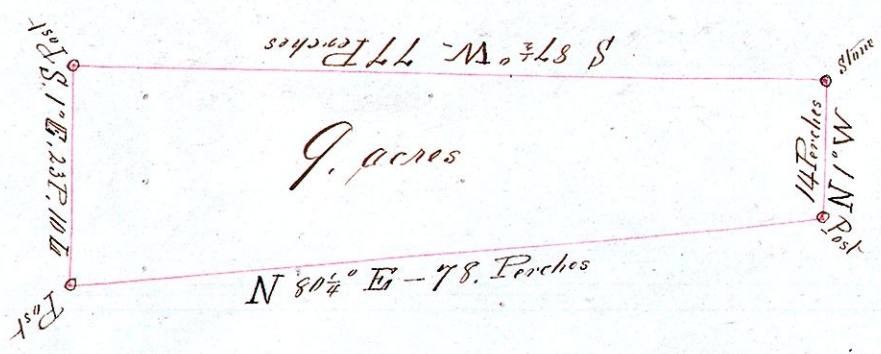 S 87½° W - 77 Perches
Stone
Post
S. 1° E. 23 P. 10 L
9. acres
14 Perches
N 1° W
Post
N 80¼° E - 78. Perches
Post